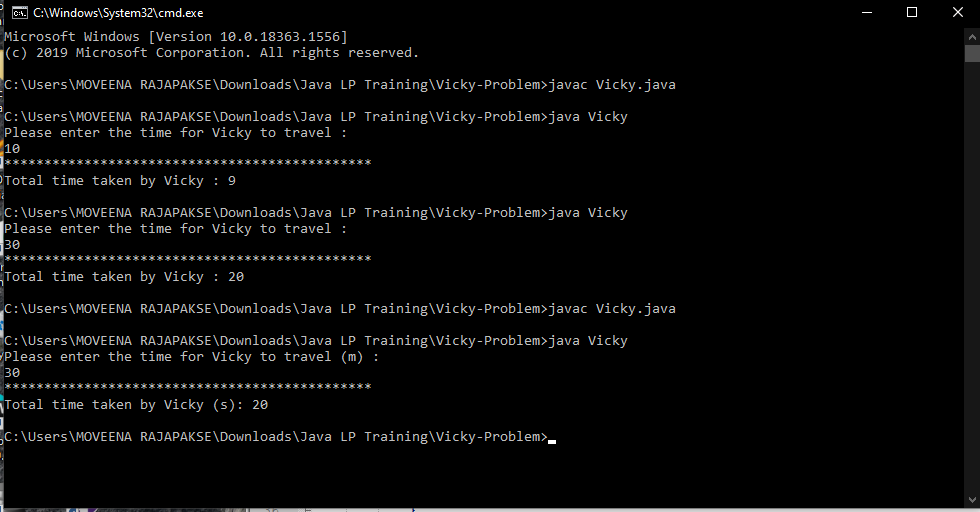 C:\Windows\System32\cmd.exe
Microsoft Windows [Version 10.0.18363.1556]
(c) 2019 Microsoft Corporation. All rights reserved.
C:\Users\MOVEENA RAJAPAKSE\Downloads\Java LP Training\Vicky-Problem>javac Vicky.java
C:\Users\MOVEENA RAJAPAKSE\Downloads\Java LP Training\Vicky-Problem>java Vicky
Please enter the time for Vicky to travel :
10
**********************************************
Total time taken by Vicky : 9
C:\Users\MOVEENA RAJAPAKSE\Downloads\Java LP Training\Vicky-Problem>java Vicky
Please enter the time for Vicky to travel :
30
**********************************************
Total time taken by Vicky : 20
C:\Users\MOVEENA RAJAPAKSE\Downloads\Java LP Training\Vicky-Problem>javac Vicky.java
C:\Users\MOVEENA RAJAPAKSE\Downloads\Java LP Training\Vicky-Problem>java Vicky
Please enter the time for Vicky to travel (m) :
30
**********************************************
Total time taken by Vicky (s): 20
C:\Users\MOVEENA RAJAPAKSE\Downloads\Java LP Training\Vicky-Problem>